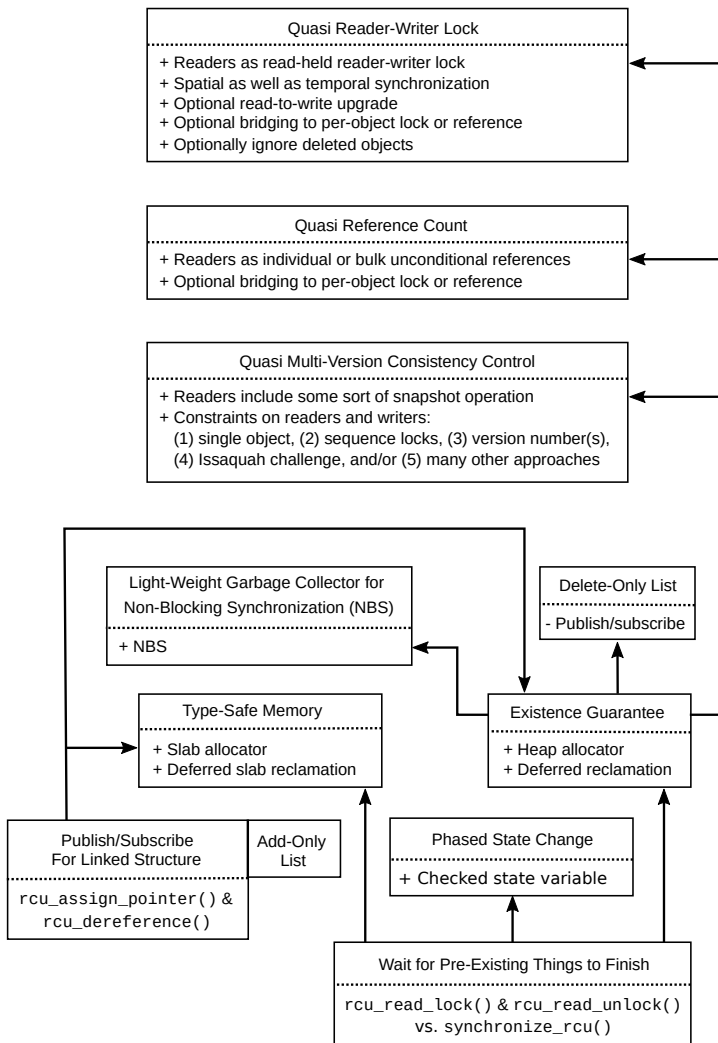 Quasi Reader-Writer Lock
+ Readers as read-held reader-writer lock
+ Spatial as well as temporal synchronization
+ Optional read-to-write upgrade
+ Optional bridging to per-object lock or reference
+ Optionally ignore deleted objects
Quasi Reference Count
+ Readers as individual or bulk unconditional references
+ Optional bridging to per-object lock or reference
Quasi Multi-Version Consistency Control
+ Readers include some sort of snapshot operation
+ Constraints on readers and writers:
(1) single object, (2) sequence locks, (3) version number(s),
(4) Issaquah challenge, and/or (5) many other approaches
Light-Weight Garbage Collector for
Non-Blocking Synchronization (NBS)
+ NBS
Delete-Only List
- Publish/subscribe
Type-Safe Memory
+ Slab allocator
+ Deferred slab reclamation
Existence Guarantee
+ Heap allocator
+ Deferred reclamation
Publish/Subscribe
For Linked Structure
rcu_assign_pointer() &
rcu_dereference()
Add-Only
List
Phased State Change
+ Checked state variable
Wait for Pre-Existing Things to Finish
rcu_read_lock() & rcu_read_unlock()
vs. synchronize_rcu()